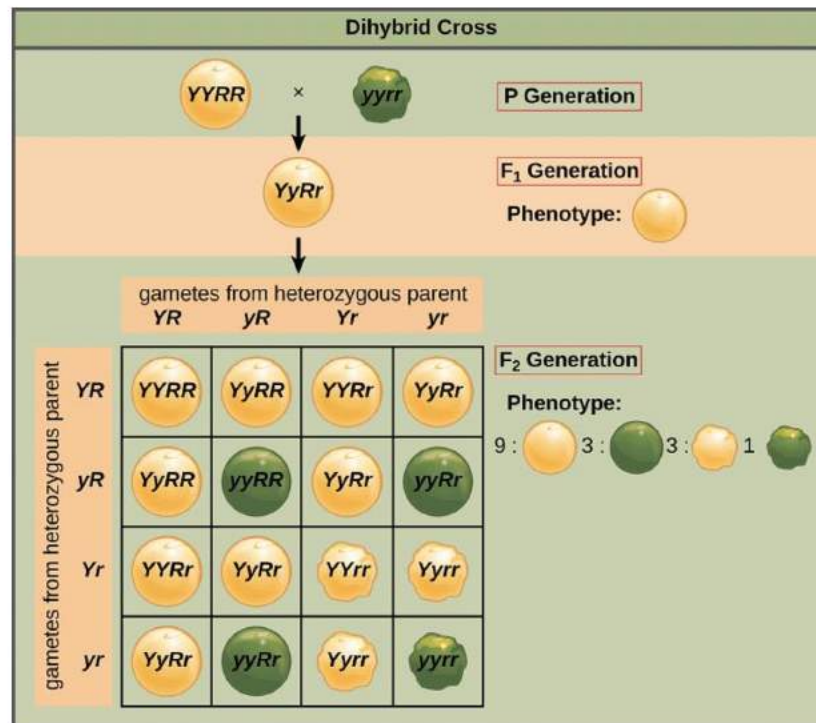 Dihybrid Cross
YYRR × yyrr P Generation
YyRr F₁ Generation
Phenotype:
gametes from heterozygous parent
YR yR Yr yr
gametes from heterozygous parent
F₂ Generation
YR YYRR YyRR YYRr YyRr
Phenotype:
9 : 3 : 3 : 1
yR YyRR yyRR YyRr yyRr
Yr YYRr YyRr YYrr Yyrr
yr YyRr yyRr Yyrr yyrr